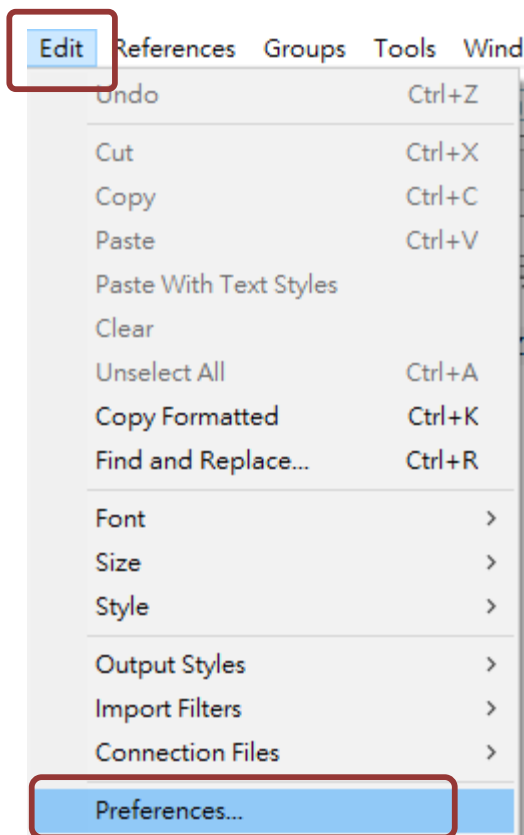 Edit References Groups Tools Wind
Undo Ctrl+Z
Cut Ctrl+X
Copy Ctrl+C
Paste Ctrl+V
Paste With Text Styles
Clear
Unselect All Ctrl+A
Copy Formatted Ctrl+K
Find and Replace... Ctrl+R
Font >
Size >
Style >
Output Styles >
Import Filters >
Connection Files >
Preferences...